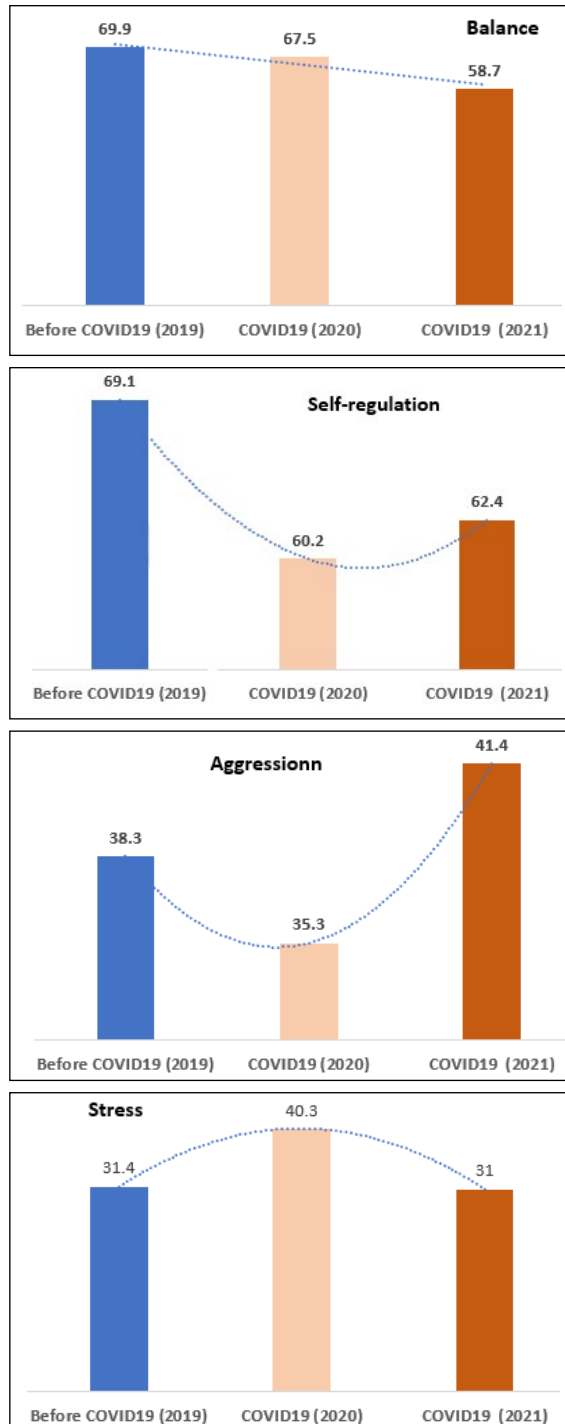 Balance
69.9
67.5
58.7
Before COVID19 (2019) COVID19 (2020) COVID19 (2021)
69.1
Self-regulation
60.2
62.4
Before COVID19 (2019) COVID19 (2020) COVID19 (2021)
Aggressionn
41.4
38.3
35.3
Before COVID19 (2019) COVID19 (2020) COVID19 (2021)
Stress
40.3
31.4
31
Before COVID19 (2019) COVID19 (2020) COVID19 (2021)